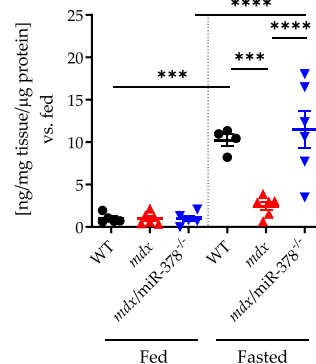 ****
****
***
***
[ng/mg tissue/µg protein]
vs. fed
25
20
15
10
5
0
WT
mdx
mdx/miR-378-/-
WT
mdx
mdx/miR-378-/-
Fed
Fasted